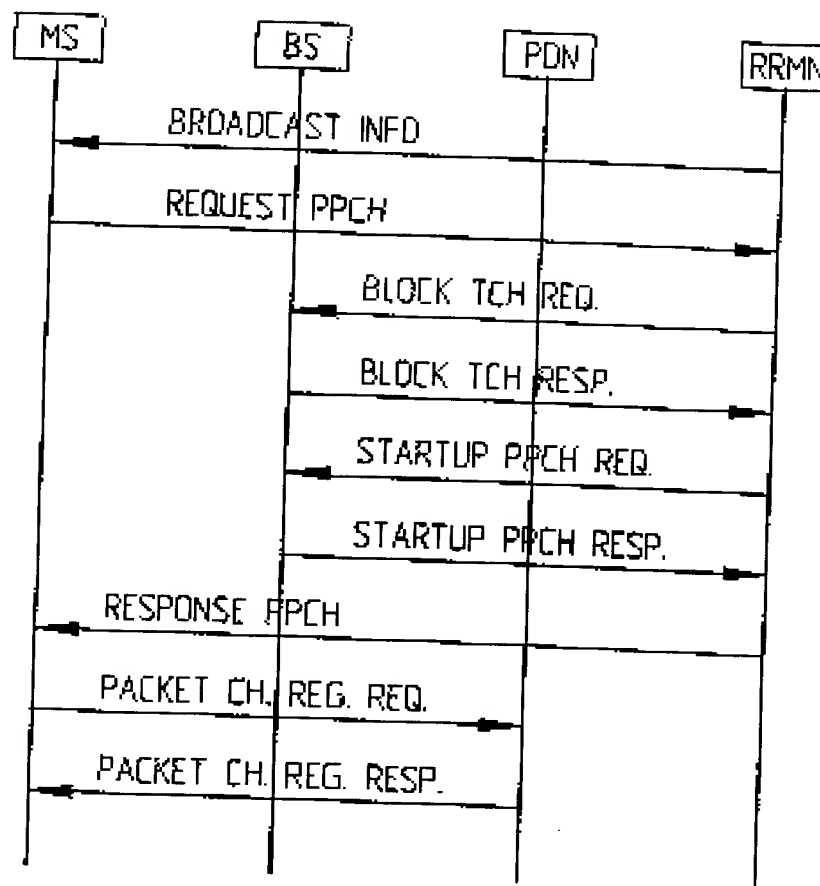 MS BS PDN RRMN
BROADCAST INFO
REQUEST PPCH
BLOCK TCH REQ.
BLOCK TCH RESP.
STARTUP PPCH REQ.
STARTUP PPCH RESP.
RESPONSE PPCH
PACKET CH. REG. REQ.
PACKET CH. REG. RESP.